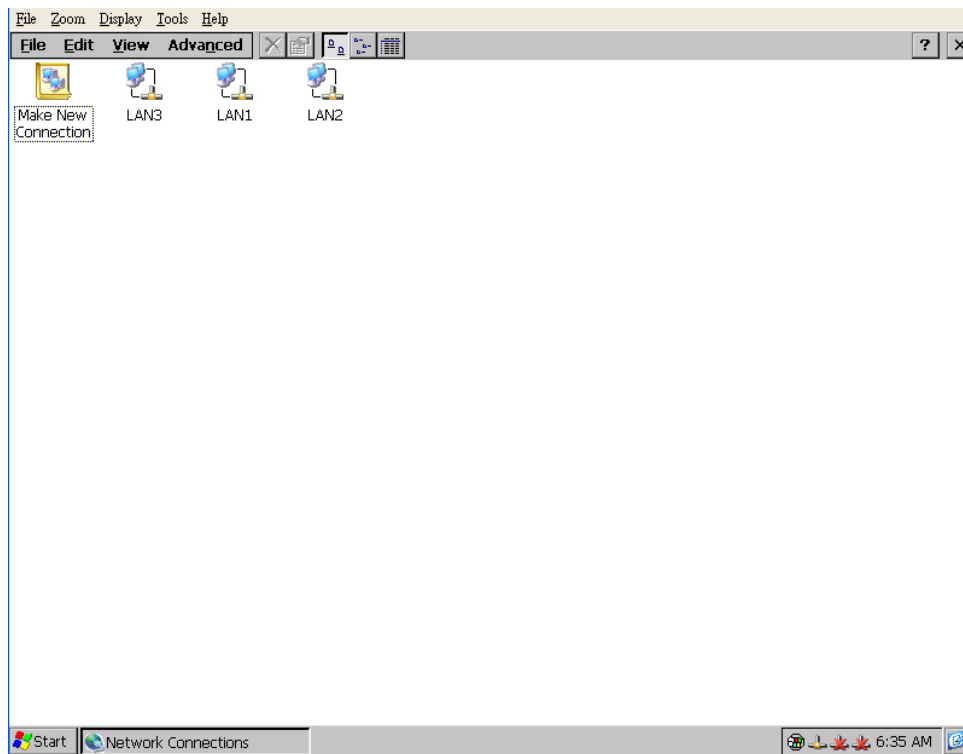 File Zoom Display Tools Help
File Edit View Advanced ? ×
Make New Connection
LAN3
LAN1
LAN2
Start Network Connections 6:35 AM